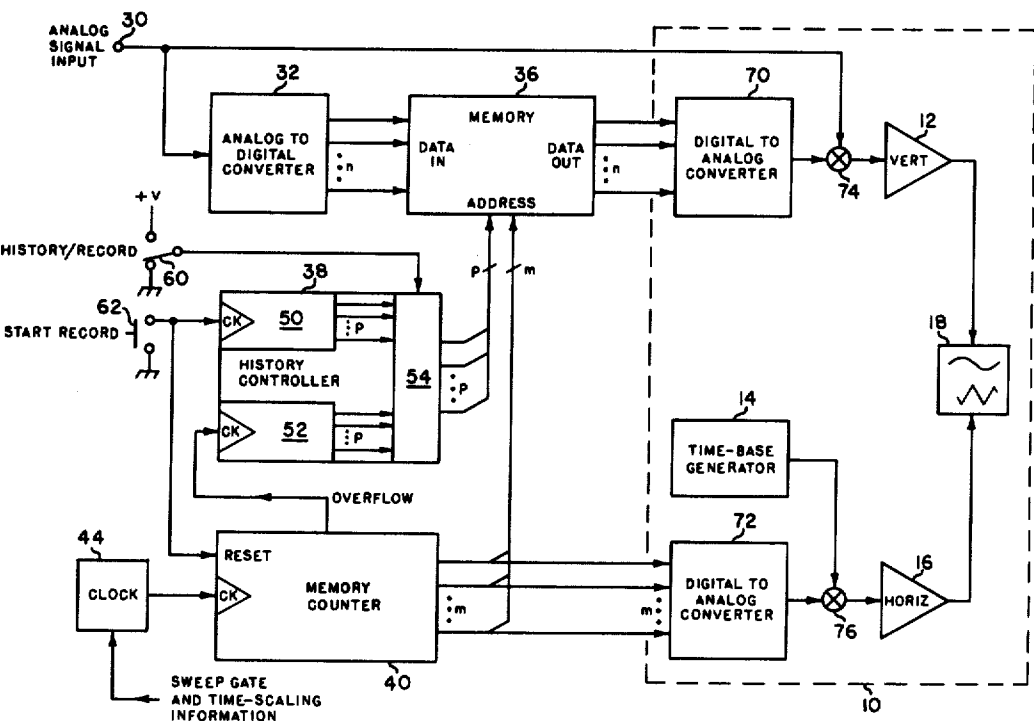 ANALOG
SIGNAL
INPUT
30
32
ANALOG TO
DIGITAL
CONVERTER
n
36
MEMORY
DATA
IN
DATA
OUT
ADDRESS
n
70
DIGITAL TO
ANALOG
CONVERTER
74
12
VERT
+V
HISTORY/RECORD
60
62
START RECORD
38
CK
50
P
HISTORY
CONTROLLER
CK
52
P
54
P
P
m
18
14
TIME-BASE
GENERATOR
OVERFLOW
44
CLOCK
RESET
CK
MEMORY
COUNTER
m
40
m
72
DIGITAL TO
ANALOG
CONVERTER
76
16
HORIZ
SWEEP GATE
AND TIME-SCALING
INFORMATION
10